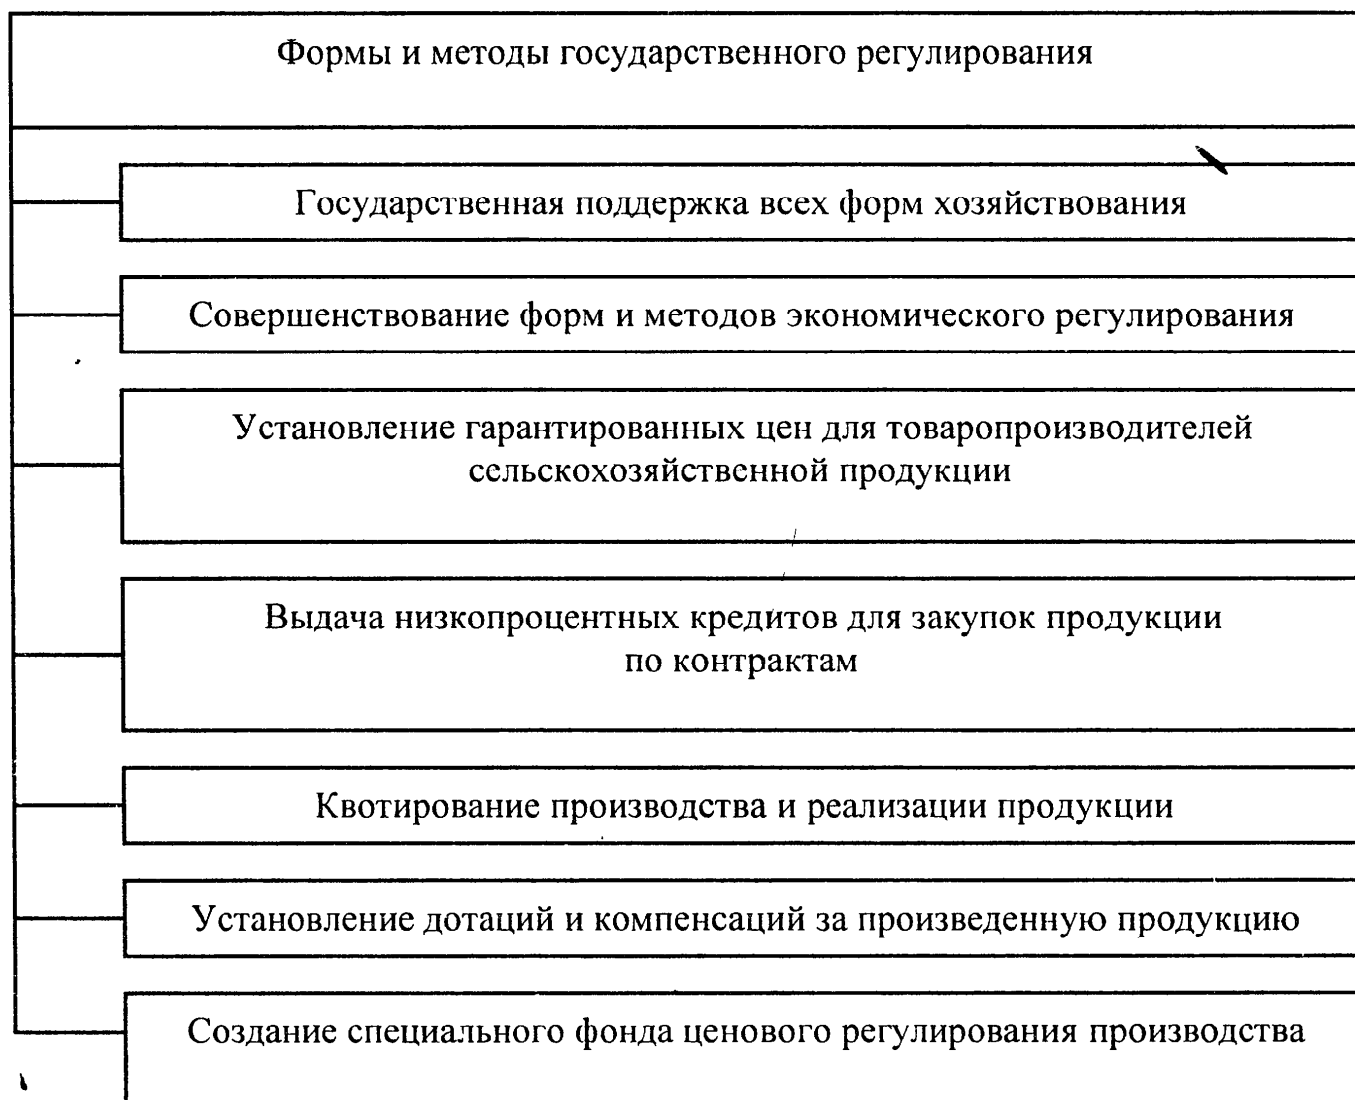 Формы и методы государственного регулирования
Государственная поддержка всех форм хозяйствования
Совершенствование форм и методов экономического регулирования
Установление гарантированных цен для товаропроизводителей
сельскохозяйственной продукции
Выдача низкопроцентных кредитов для закупок продукции
по контрактам
Квотирование производства и реализации продукции
Установление дотаций и компенсаций за произведенную продукцию
Создание специального фонда ценового регулирования производства